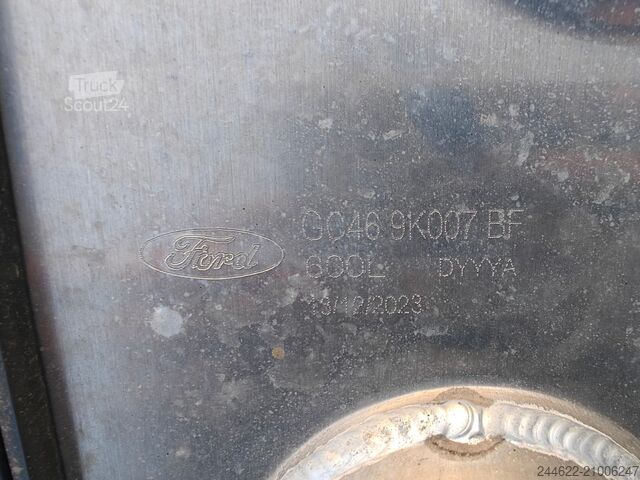 Truck
Scout24
GC46 9K007 BF
Ford
600L DYYYA
13/12/2023
244622-21006247